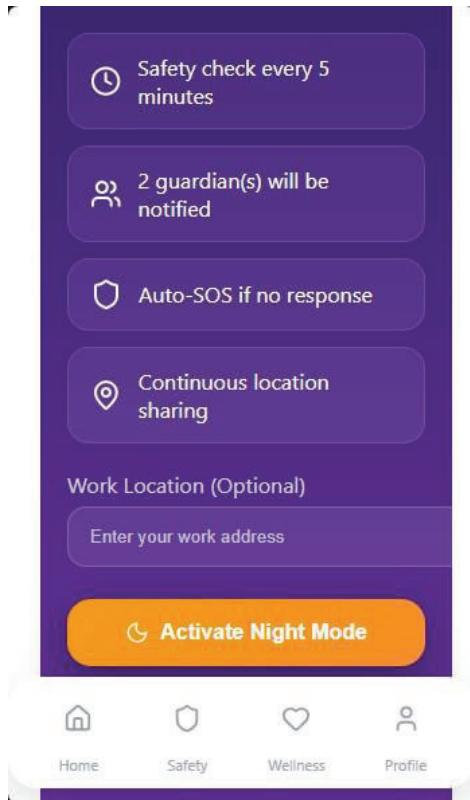 Safety check every 5
minutes
2 guardian(s) will be
notified
Auto-SOS if no response
Continuous location
sharing
Work Location (Optional)
Enter your work address
Activate Night Mode
Home Safety Wellness Profile